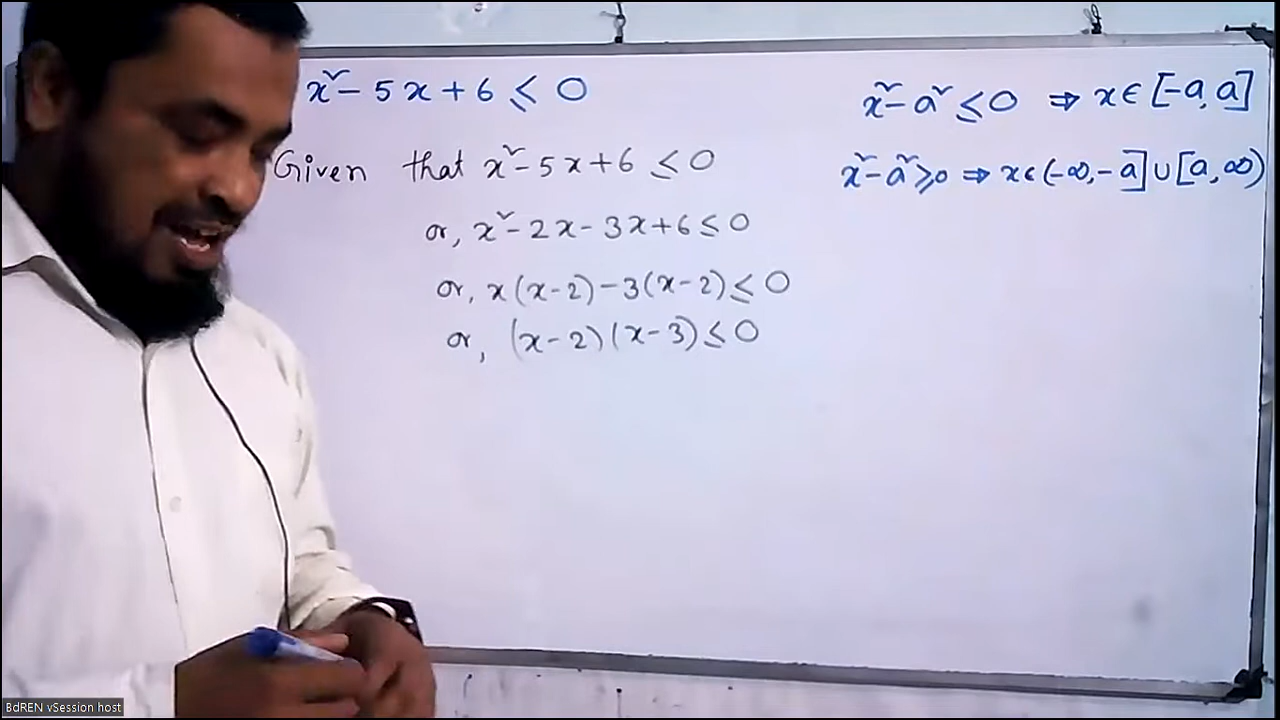 x² - 5x + 6 ≤ 0
Given that x² - 5x + 6 ≤ 0
or, x² - 2x - 3x + 6 ≤ 0
or, x(x-2) - 3(x-2) ≤ 0
or, (x-2)(x-3) ≤ 0
x² - a² ≤ 0 ⇒ x ∈ [-a, a]
x² - a² ≥ 0 ⇒ x ∈ (-∞, -a] ∪ [a, ∞)
BdREN vSession host